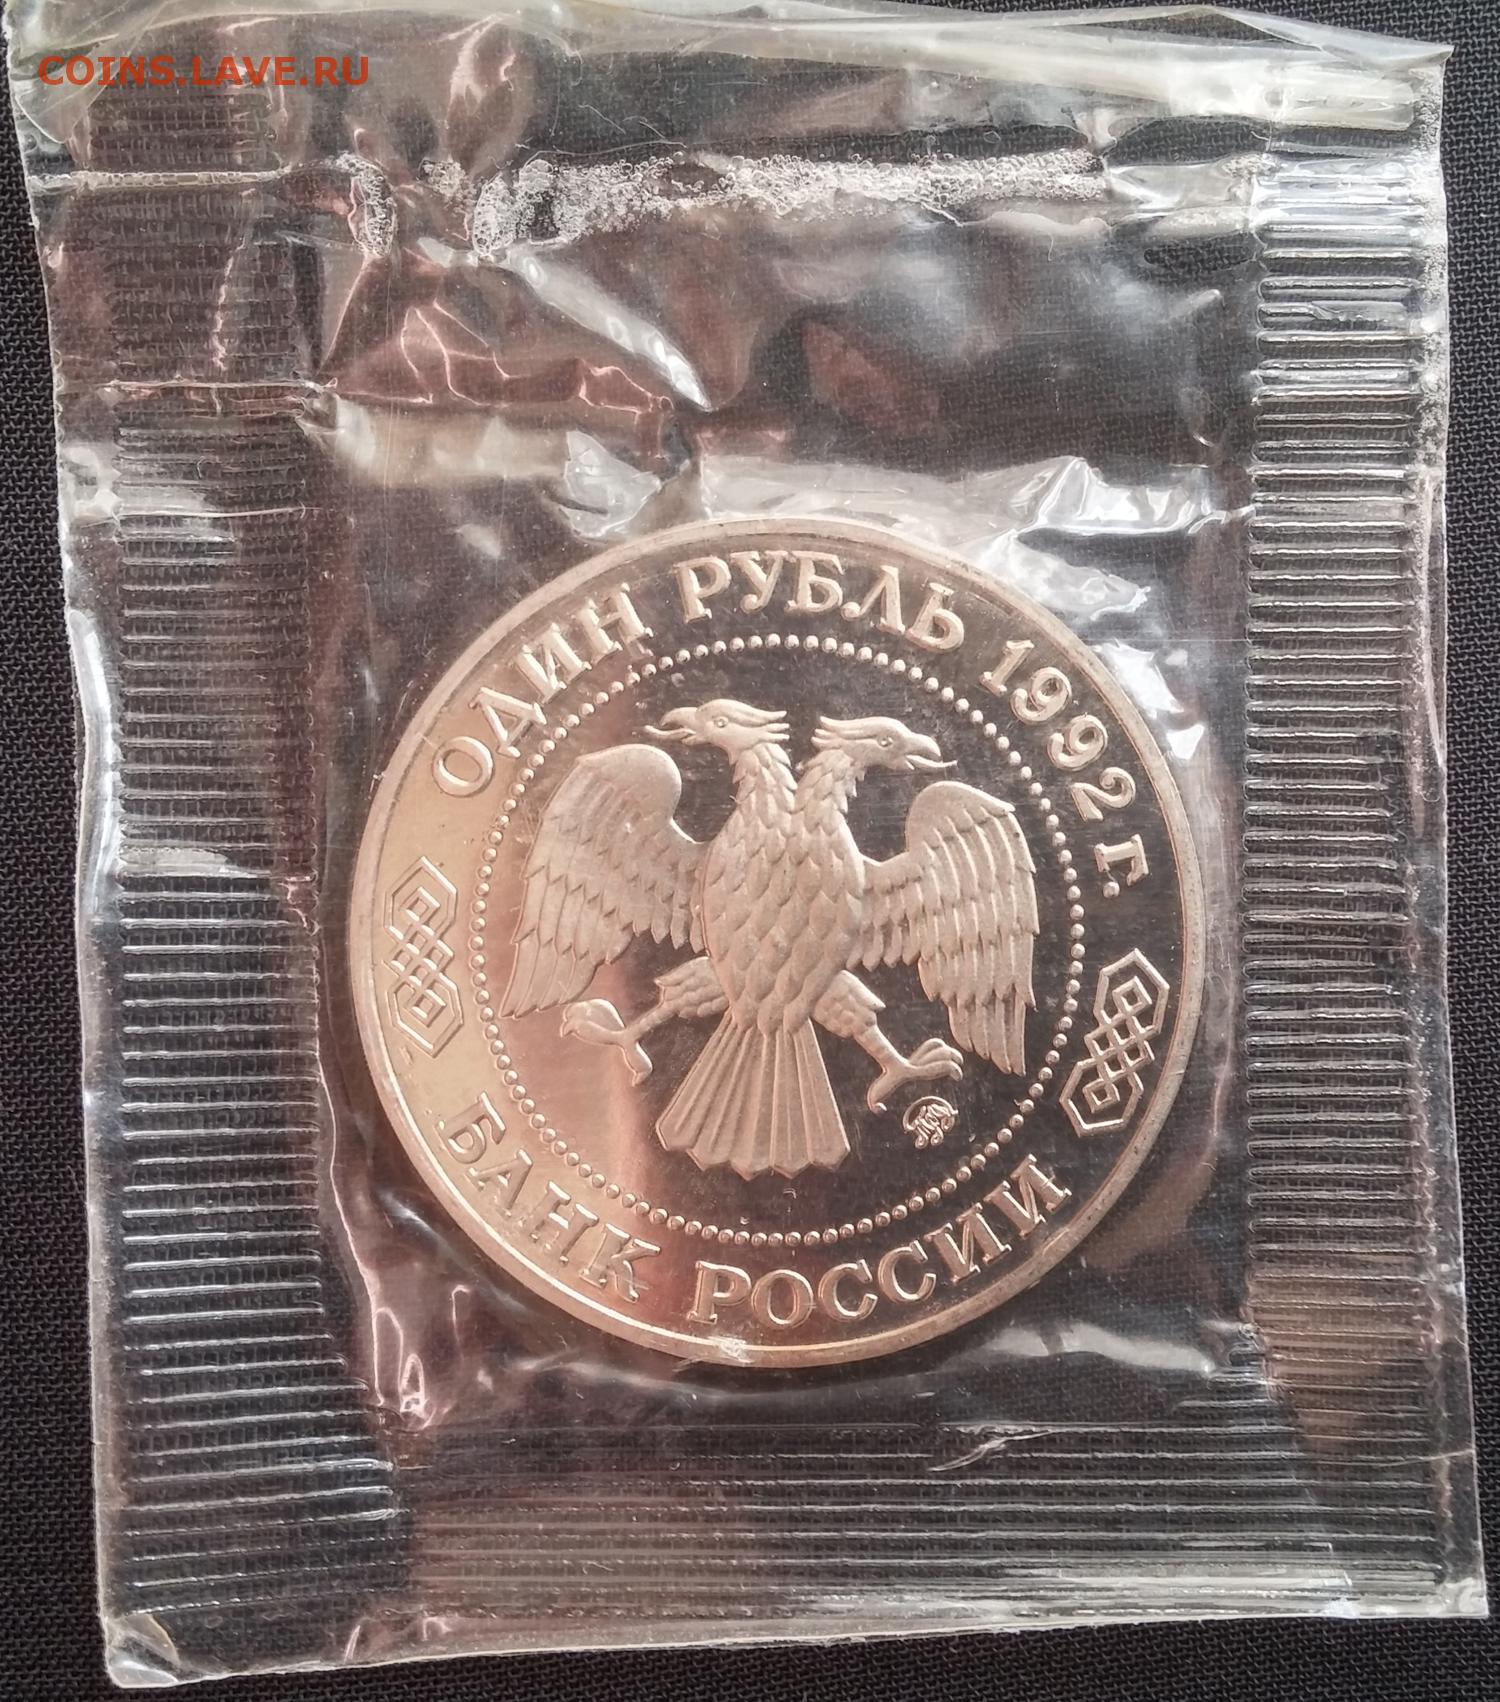 COINS.LAVE.RU
ОДИН РУБЛЬ 1992 г.
БАНК РОССИИ